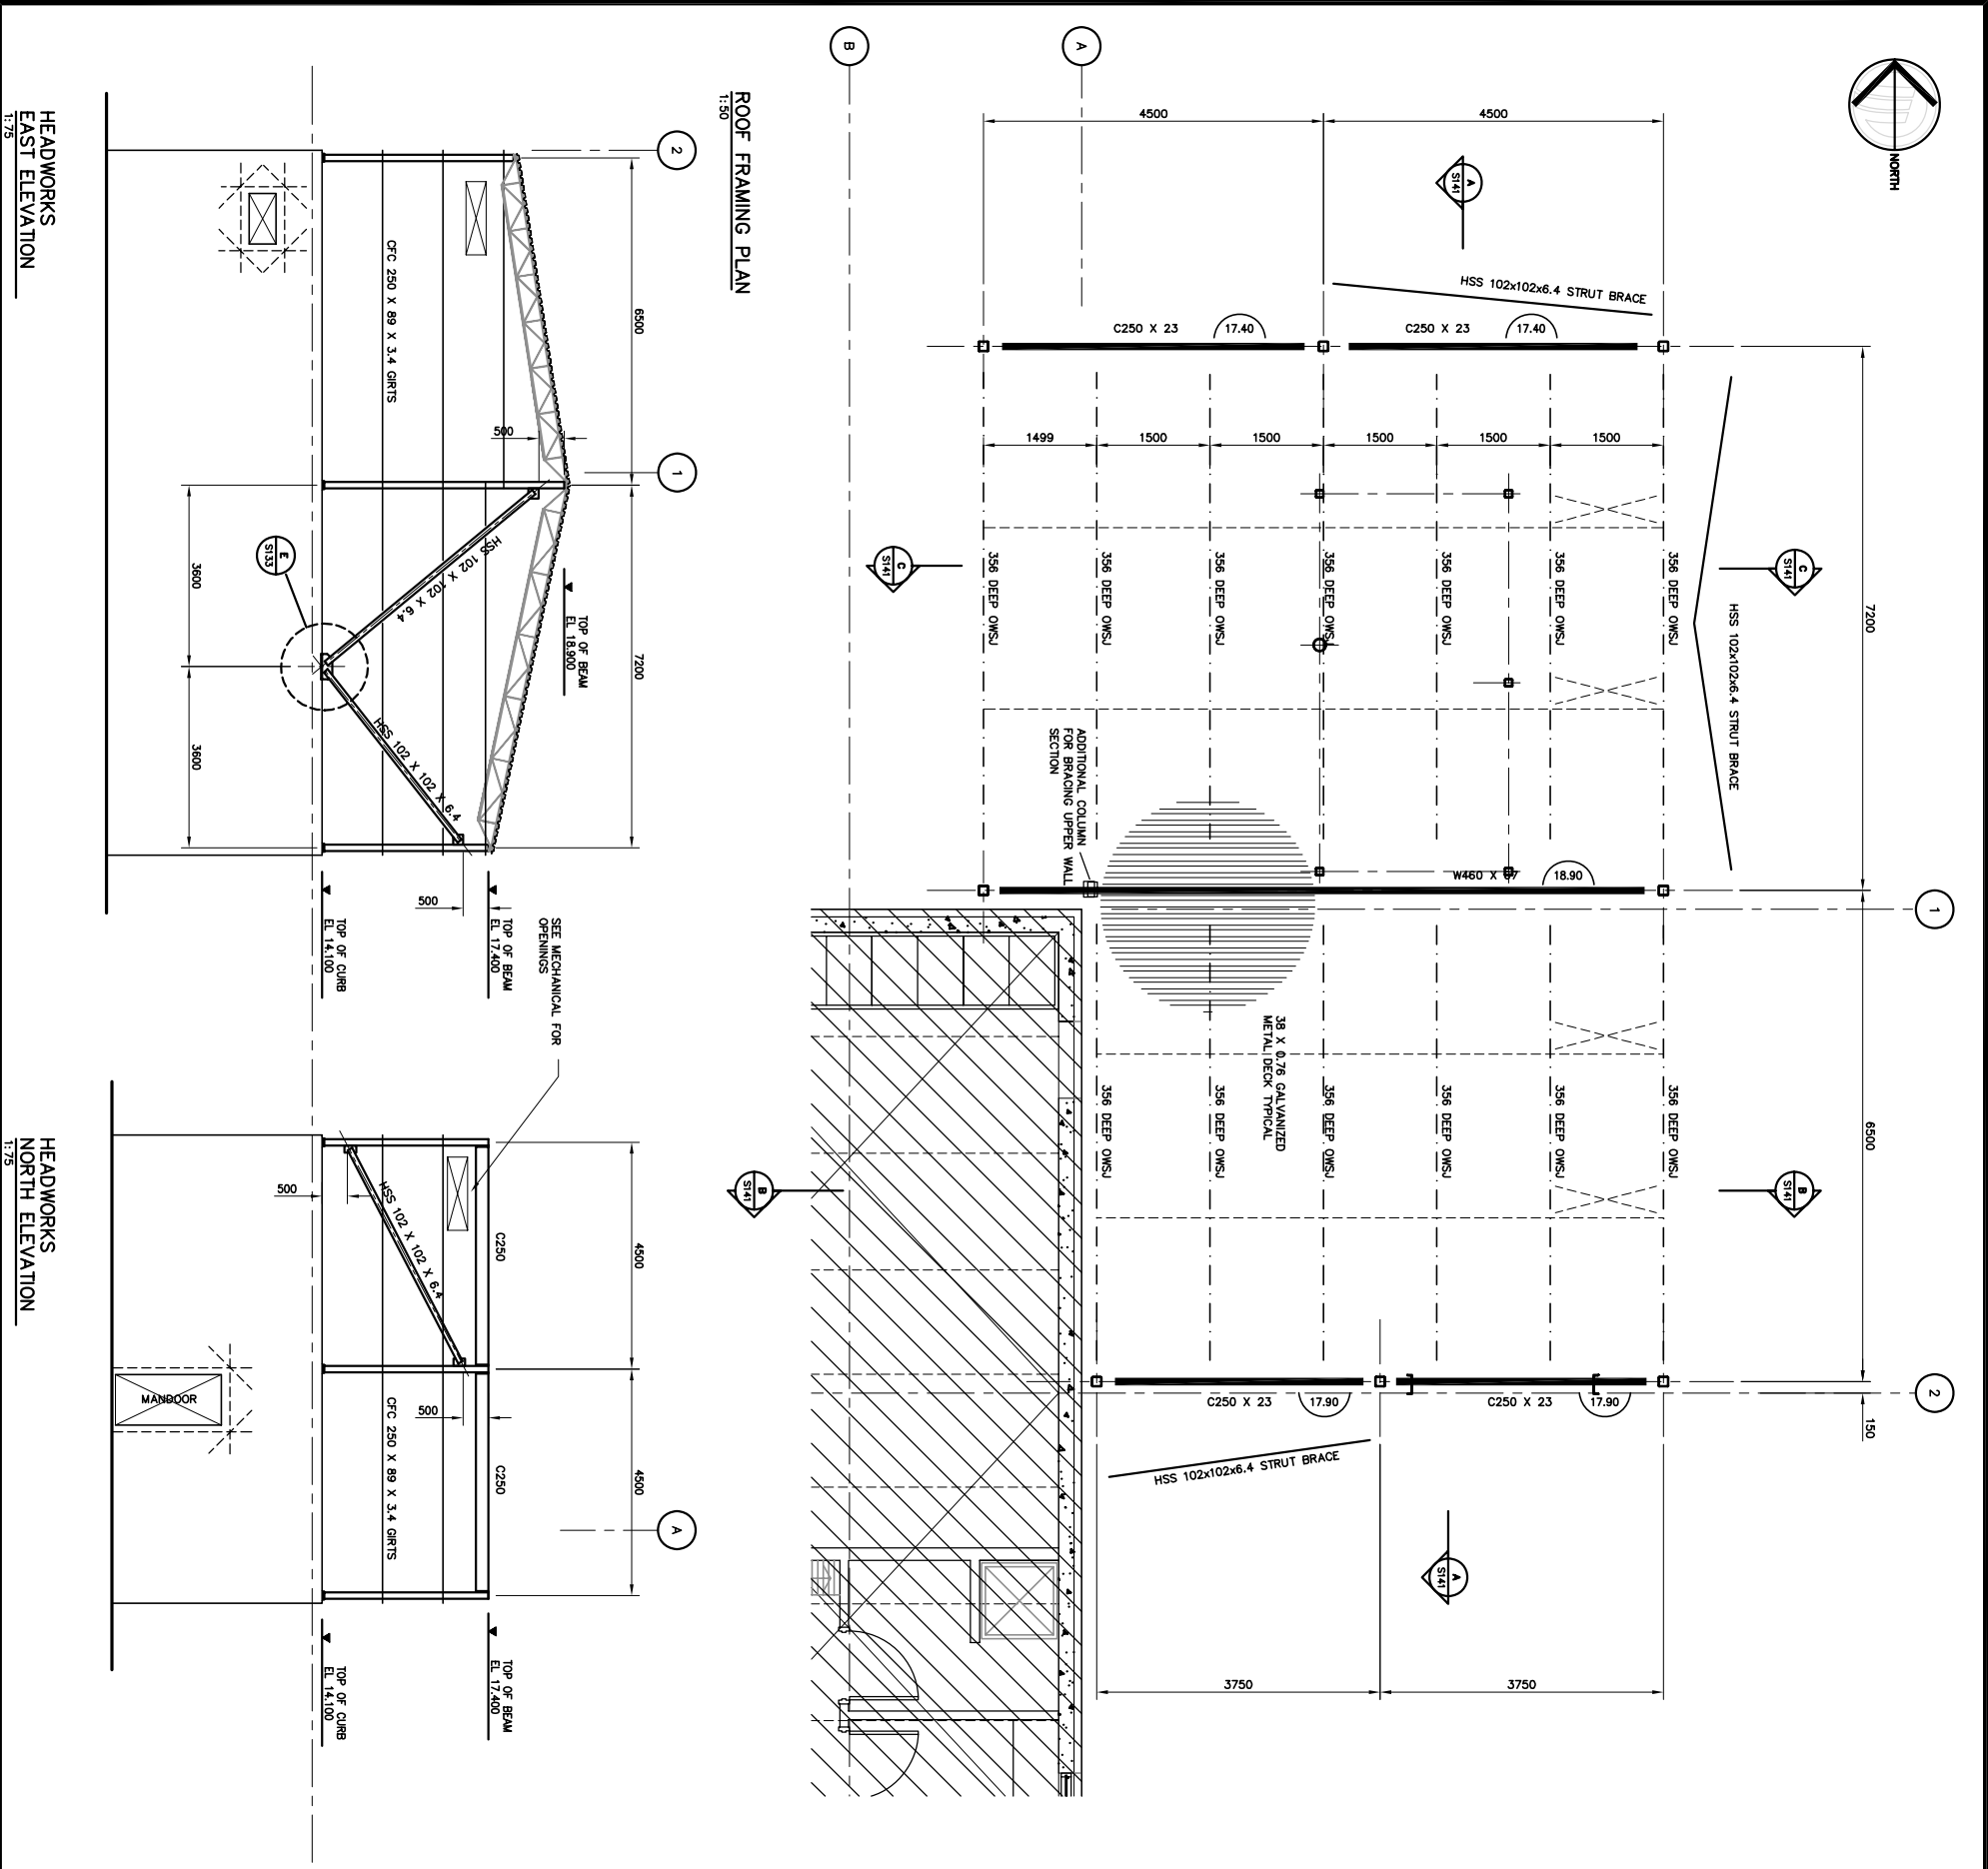 NORTH
A
B
4500
4500
A
S141
HSS 102x102x6.4 STRUT BRACE
C250 X 23
17.40
C250 X 23
17.40
1499
1500
1500
1500
1500
1500
7200
356 DEEP OWSJ
356 DEEP OWSJ
356 DEEP OWSJ
356 DEEP OWSJ
356 DEEP OWSJ
356 DEEP OWSJ
356 DEEP OWSJ
C
S141
C
S141
HSS 102x102x6.4 STRUT BRACE
ADDITIONAL COLUMN
FOR BRACING UPPER WALL
SECTION
18.90
1
38 X 0.76 GALVANIZED
METAL DECK TYPICAL
356 DEEP OWSJ
356 DEEP OWSJ
356 DEEP OWSJ
356 DEEP OWSJ
356 DEEP OWSJ
356 DEEP OWSJ
6500
B
S141
B
S141
C250 X 23
17.90
C250 X 23
17.90
2
150
HSS 102x102x6.4 STRUT BRACE
A
S141
3750
3750
ROOF FRAMING PLAN
1:50
2
6500
1
7200
CFC 250 X 89 X 3.4 GIRTS
500
HSS 102 X 102 X 6.4
HSS 102 X 102 X 6.4
E
S133
3600
3600
TOP OF BEAM
EL 18.900
500
TOP OF BEAM
EL 17.400
TOP OF CURB
EL 14.100
HEADWORKS
EAST ELEVATION
1:75
SEE MECHANICAL FOR
OPENINGS
4500
4500
A
C250
C250
500
HSS 102 X 102 X 6.4
500
CFC 250 X 89 X 3.4 GIRTS
MANDOOR
TOP OF BEAM
EL 17.400
TOP OF CURB
EL 14.100
HEADWORKS
NORTH ELEVATION
1:75